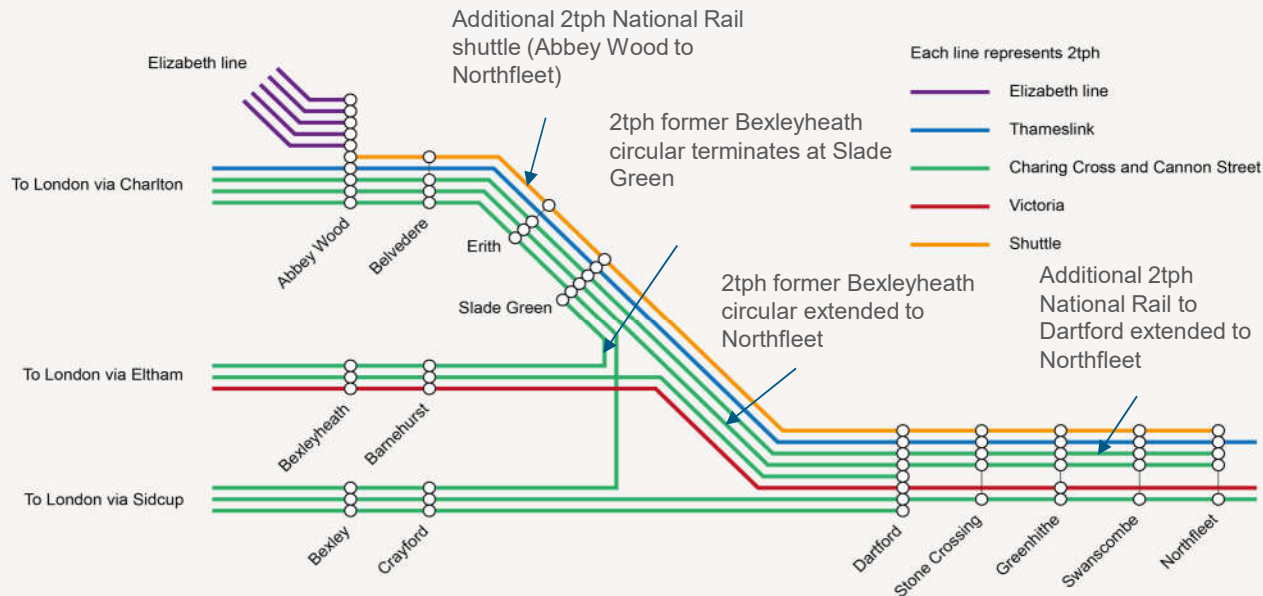 Additional 2tph National Rail
shuttle (Abbey Wood to
Northfleet)
Elizabeth line
2tph former Bexleyheath
circular terminates at Slade
Green
Each line represents 2tph
Elizabeth line
Thameslink
Charing Cross and Cannon Street
Victoria
Shuttle
To London via Charlton
Abbey Wood
Belvedere
Erith
Slade Green
2tph former Bexleyheath
circular extended to
Northfleet
Additional 2tph
National Rail to
Dartford extended to
Northfleet
To London via Eltham
Bexleyheath
Barnehurst
To London via Sidcup
Bexley
Crayford
Dartford
Stone Crossing
Greenhithe
Swanscombe
Northfleet